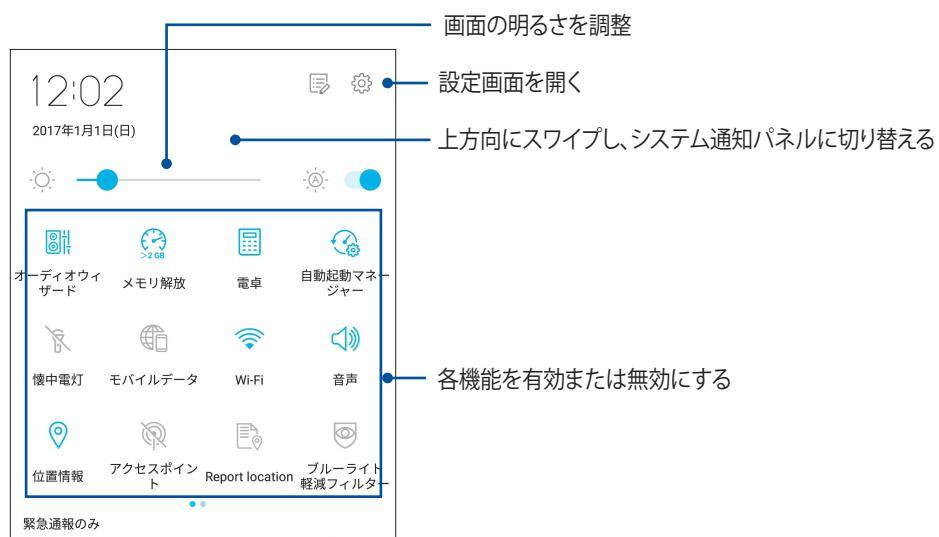 画面の明るさを調整
12:02
設定画面を開く
2017年1月1日(日)
上方向にスワイプし、システム通知パネルに切り替える
A
>2 GB
オーディオウィ
ザード
メモリ解放
電卓
自動起動マネー
ジャー
懐中電灯
モバイルデータ
Wi-Fi
音声
各機能を有効または無効にする
位置情報
アクセスポイン
ト
Report location
ブルーライト
軽減フィルター
緊急通報のみ